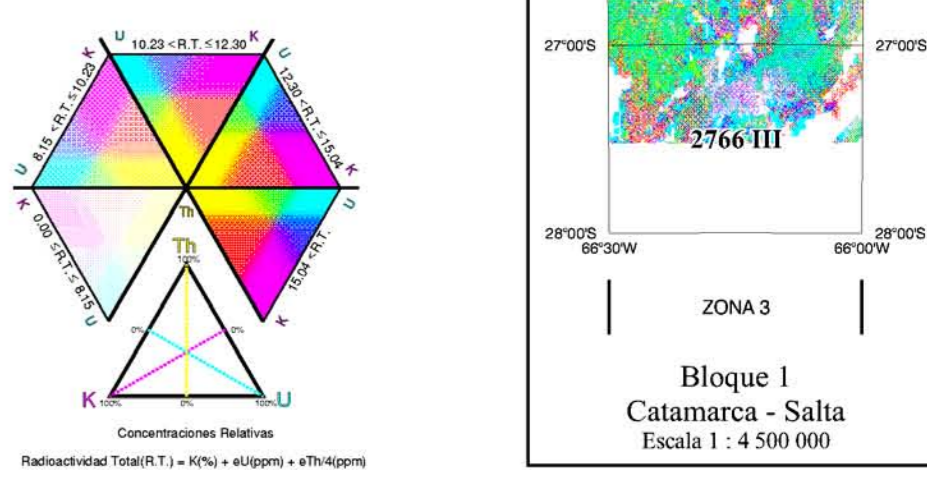 U 10.23 < R.T. ≤ 12.30 K
K U
8.15 < R.T. ≤ 10.23
12.30 < R.T. ≤ 15.04
U K
K U
Th
0.00 ≤ R.T. ≤ 8.15
15.04 < R.T.
U K
Th
100%
0% 0%
K 100% 0% 100% U
Concentraciones Relativas
Radioactividad Total(R.T.) = K(%) + eU(ppm) + eTh/4(ppm)
27°00'S 27°00'S
2766 III
28°00'S 28°00'S
66°30'W 66°00'W
ZONA 3
Bloque 1
Catamarca - Salta
Escala 1 : 4 500 000